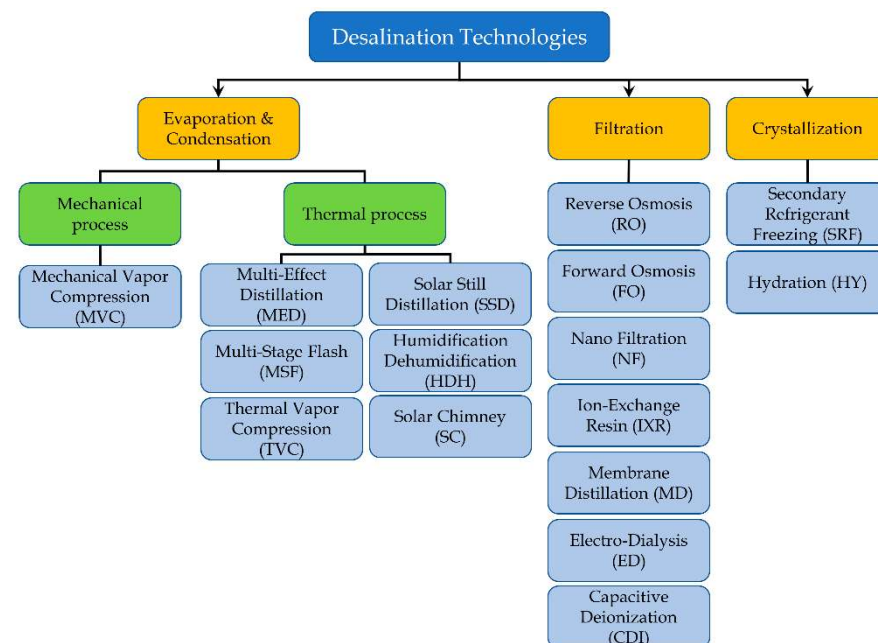 Desalination Technologies
Evaporation &
Condensation
Filtration
Crystallization
Mechanical
process
Thermal process
Mechanical Vapor
Compression
(MVC)
Multi-Effect
Distillation
(MED)
Multi-Stage Flash
(MSF)
Thermal Vapor
Compression
(TVC)
Solar Still
Distillation (SSD)
Humidification
Dehumidification
(HDH)
Solar Chimney
(SC)
Reverse Osmosis
(RO)
Forward Osmosis
(FO)
Nano Filtration
(NF)
Ion-Exchange
Resin (IXR)
Membrane
Distillation (MD)
Electro-Dialysis
(ED)
Capacitive
Deionization
(CDI)
Secondary
Refrigerant
Freezing (SRF)
Hydration (HY)